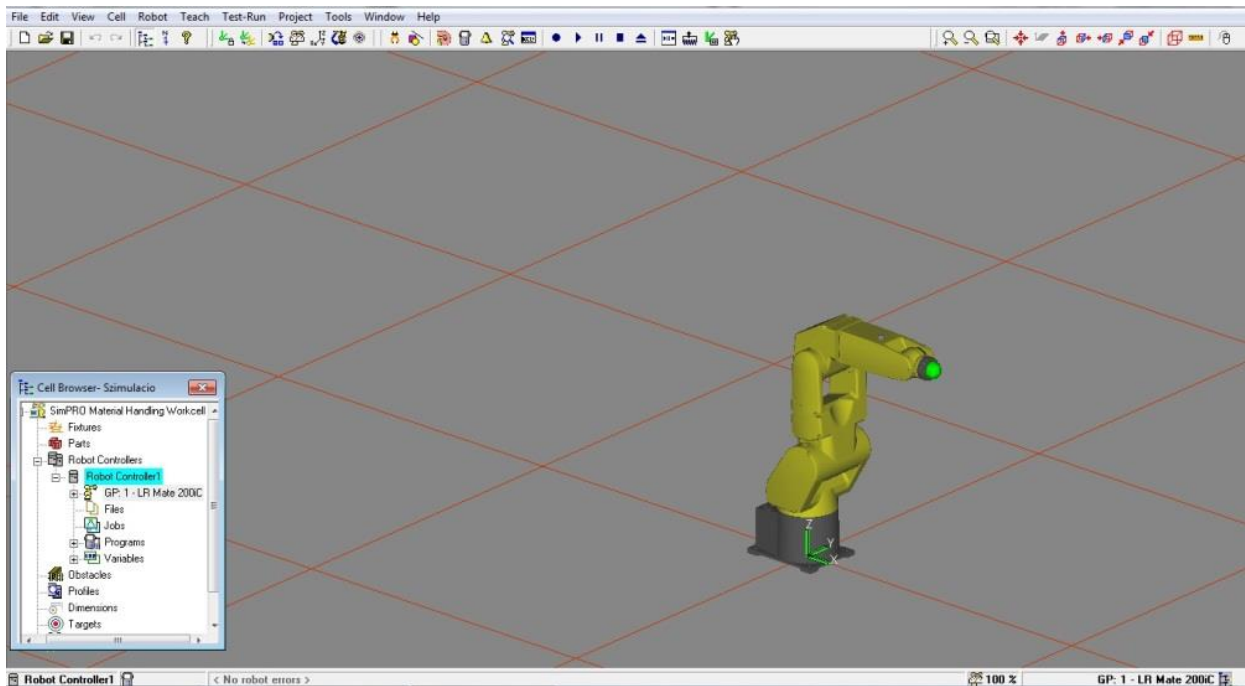 File Edit View Cell Robot Teach Test-Run Project Tools Window Help
Z
Y
X
Cell Browser- Szimulacio
SimPRO Material Handling Workcell
Fixtures
Parts
Robot Controllers
Robot Controller1
GP: 1 - LR Mate 200iC
Files
Jobs
Programs
Variables
Obstacles
Profiles
Dimensions
Targets
Robot Controller1 < No robot errors > 100 % GP: 1 - LR Mate 200iC